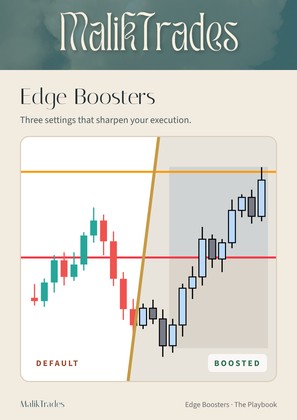 MalikTrades
Edge Boosters
Three settings that sharpen your execution.
DEFAULT
BOOSTED
MalikTrades
Edge Boosters · The Playbook